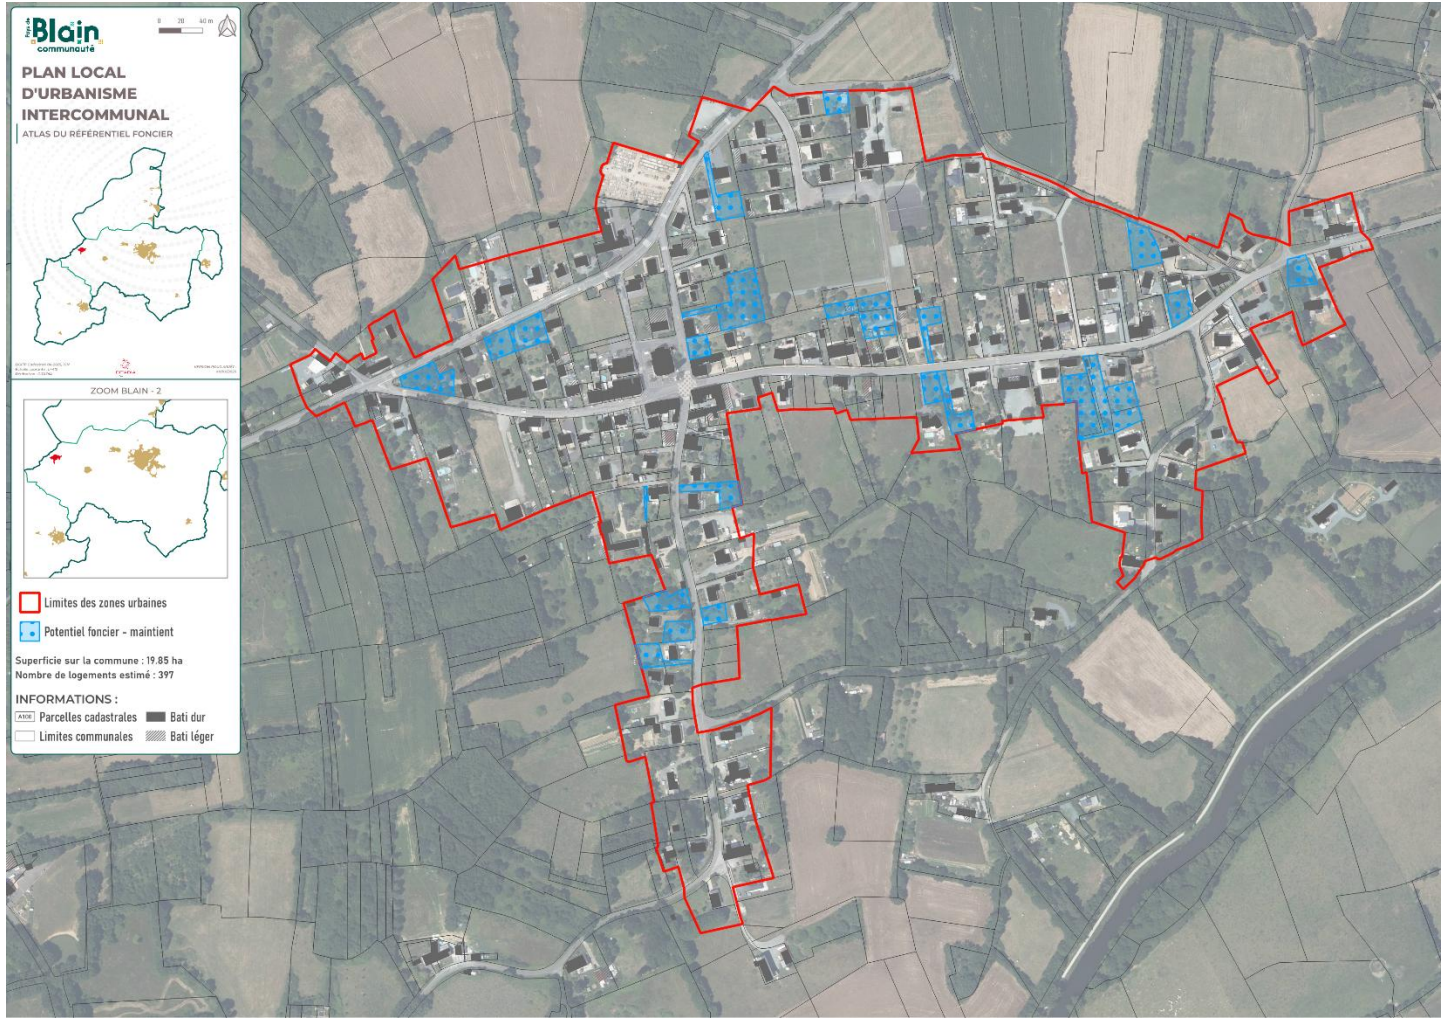 Pays de
Blain
communauté
0 20 40 m
PLAN LOCAL
D'URBANISME
INTERCOMMUNAL
ATLAS DU RÉFÉRENTIEL FONCIER
ZOOM BLAIN - 2
Limites des zones urbaines
Potentiel foncier - maintient
Superficie sur la commune : 19.85 ha
Nombre de logements estimé : 397
INFORMATIONS :
Parcelles cadastrales
Bati dur
Limites communales
Bati léger